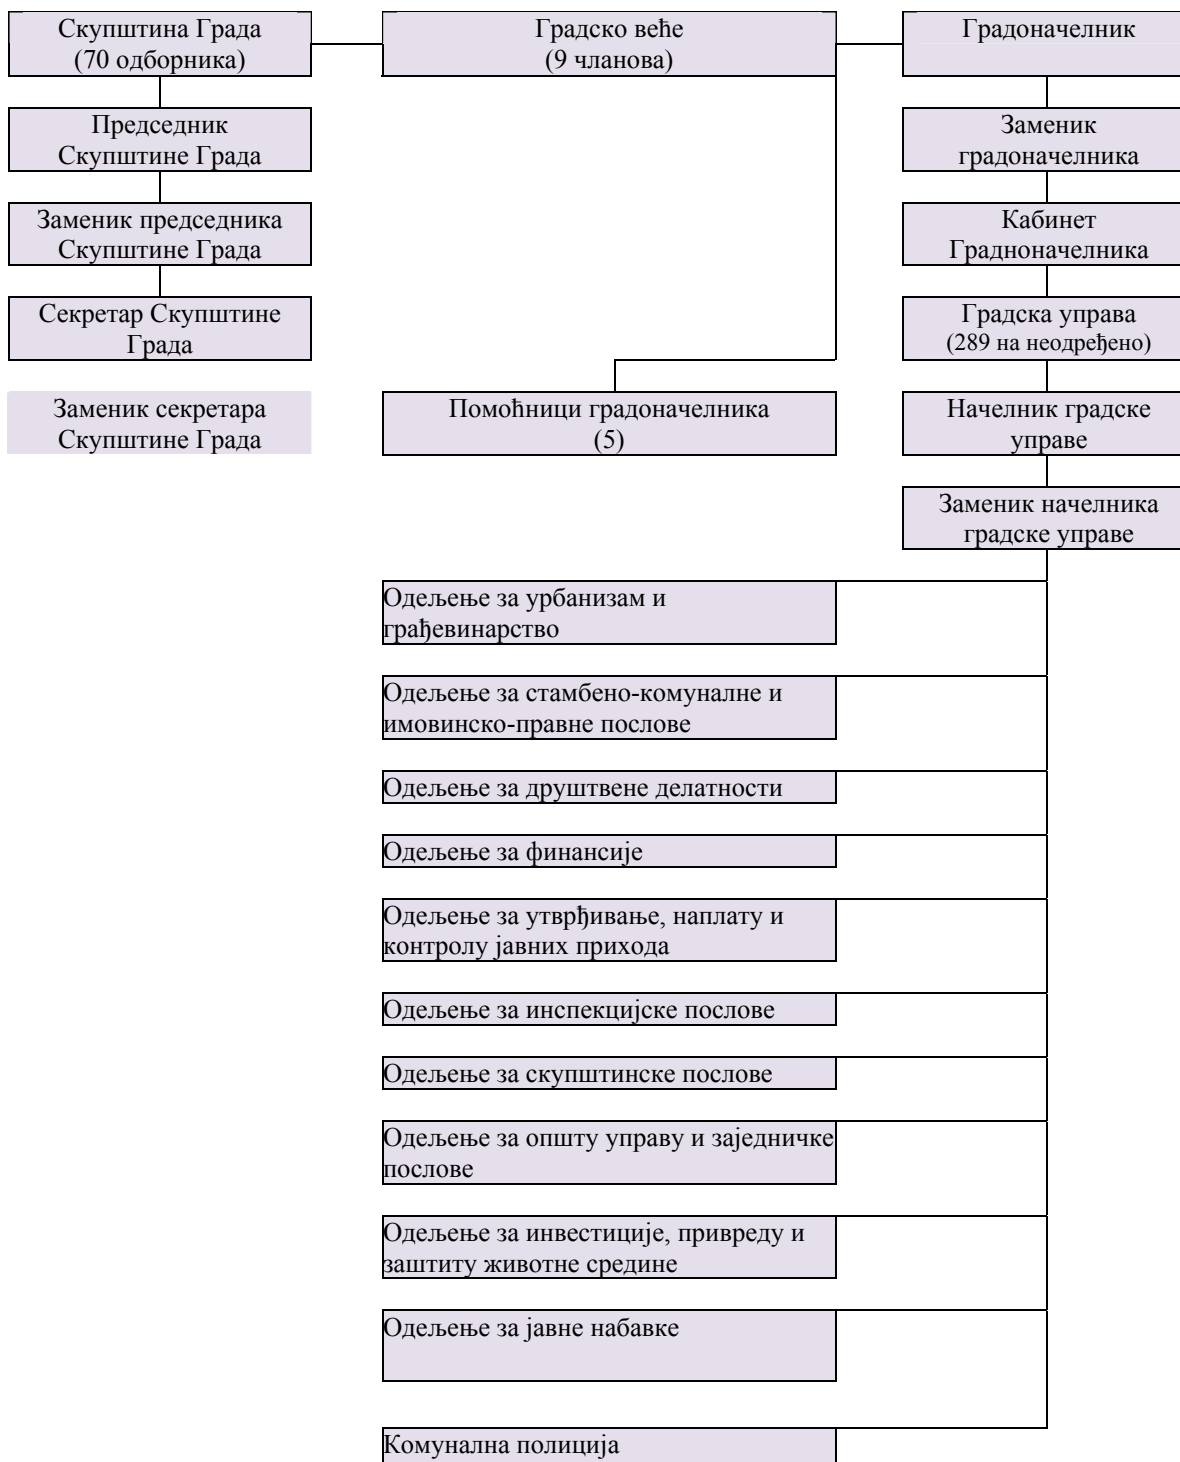 Скупштина Града
(70 одборника)
Градско веће
(9 чланова)
Градоначелник
Председник
Скупштине Града
Заменик
градоначелника
Заменик председника
Скупштине Града
Кабинет
Градноначелника
Секретар Скупштине
Града
Градска управа
(289 на неодређено)
Заменик секретара
Скупштине Града
Помоћници градоначелника
(5)
Начелник градске
управе
Заменик начелника
градске управе
Одељење за урбанизам и
грађевинарство
Одељење за стамбено-комуналне и
имовинско-правне послове
Одељење за друштвене делатности
Одељење за финансије
Одељење за утврђивање, наплату и
контролу јавних прихода
Одељење за инспекцијске послове
Одељење за скупштинске послове
Одељење за општу управу и заједничке
послове
Одељење за инвестиције, привреду и
заштиту животне средине
Одељење за јавне набавке
Комунална полиција